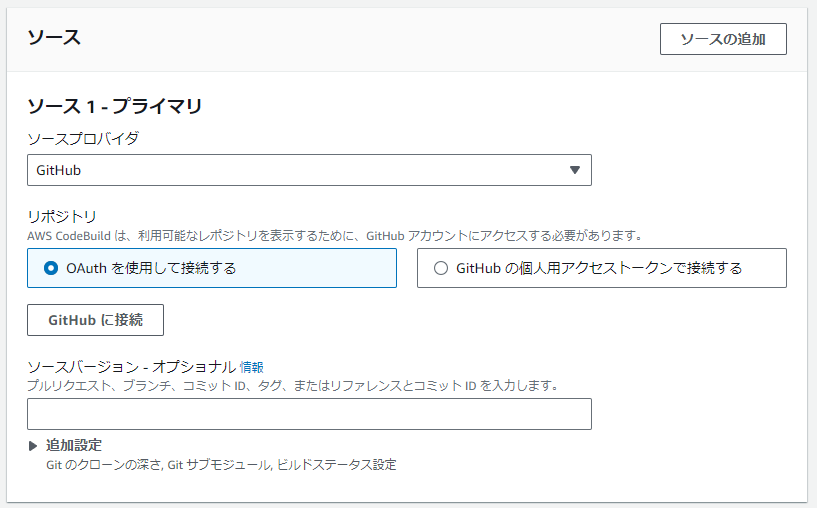 ソース
ソースの追加
ソース 1 - プライマリ
ソースプロバイダ
GitHub
リポジトリ
AWS CodeBuild は、利用可能なレポジトリを表示するために、GitHub アカウントにアクセスする必要があります。
OAuth を使用して接続する
GitHub の個人用アクセストークンで接続する
GitHub に接続
ソースバージョン - オプショナル 情報
プルリクエスト、ブランチ、コミット ID、タグ、またはリファレンスとコミット ID を入力します。
追加設定
Git のクローンの深さ, Git サブモジュール, ビルドステータス設定